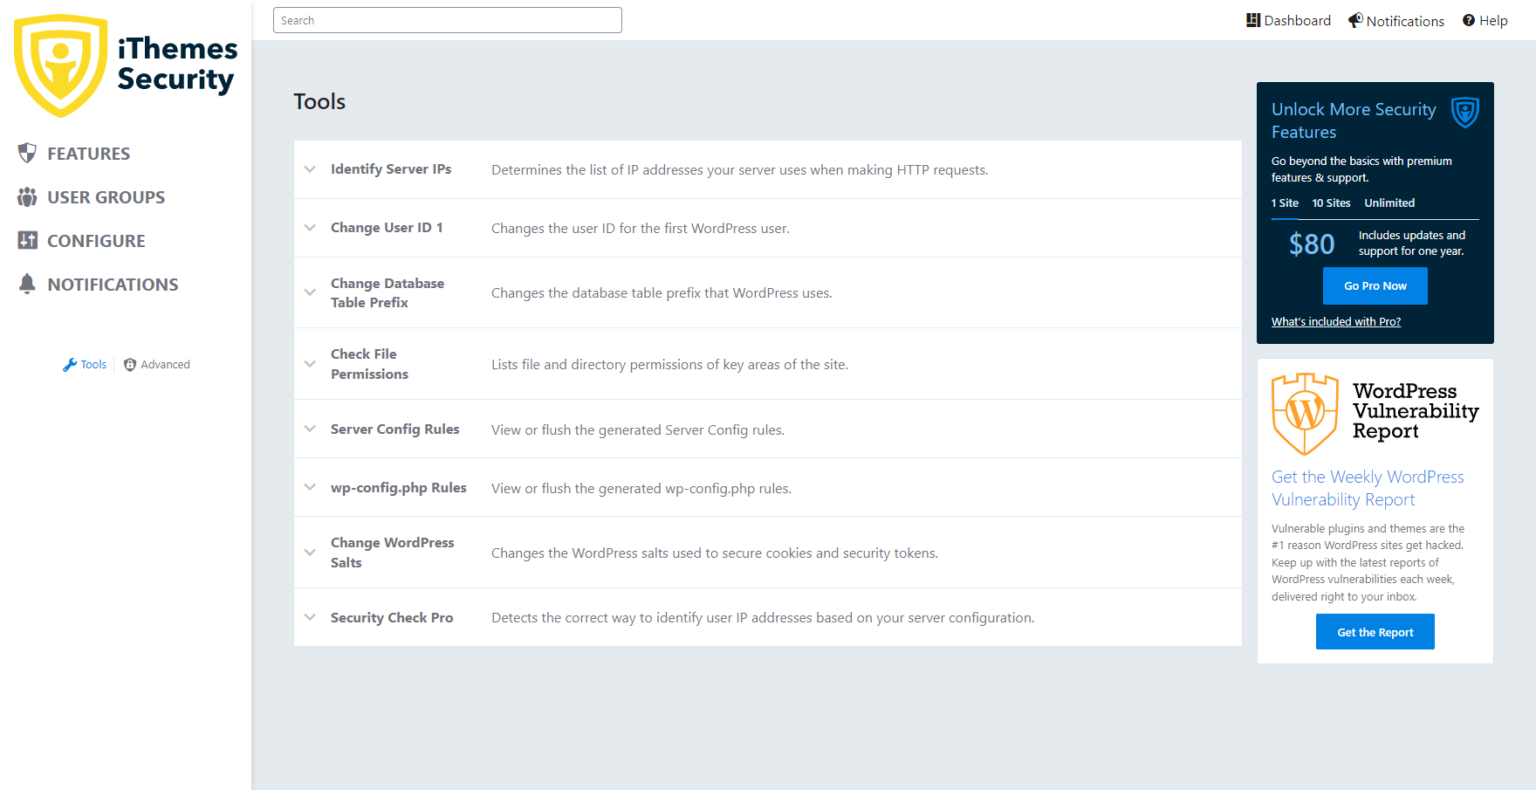 iThemes
Security
FEATURES
USER GROUPS
CONFIGURE
NOTIFICATIONS
Tools
Advanced
Search
Dashboard
Notifications
Help
Tools
Identify Server IPs
Determines the list of IP addresses your server uses when making HTTP requests.
Change User ID 1
Changes the user ID for the first WordPress user.
Change Database
Table Prefix
Changes the database table prefix that WordPress uses.
Check File
Permissions
Lists file and directory permissions of key areas of the site.
Server Config Rules
View or flush the generated Server Config rules.
wp-config.php Rules
View or flush the generated wp-config.php rules.
Change WordPress
Salts
Changes the WordPress salts used to secure cookies and security tokens.
Security Check Pro
Detects the correct way to identify user IP addresses based on your server configuration.
Unlock More Security
Features
Go beyond the basics with premium
features & support.
1 Site 10 Sites Unlimited
$80
Includes updates and
support for one year.
Go Pro Now
What's included with Pro?
WordPress
Vulnerability
Report
Get the Weekly WordPress
Vulnerability Report
Vulnerable plugins and themes are the
#1 reason WordPress sites get hacked.
Keep up with the latest reports of
WordPress vulnerabilities each week,
delivered right to your inbox.
Get the Report